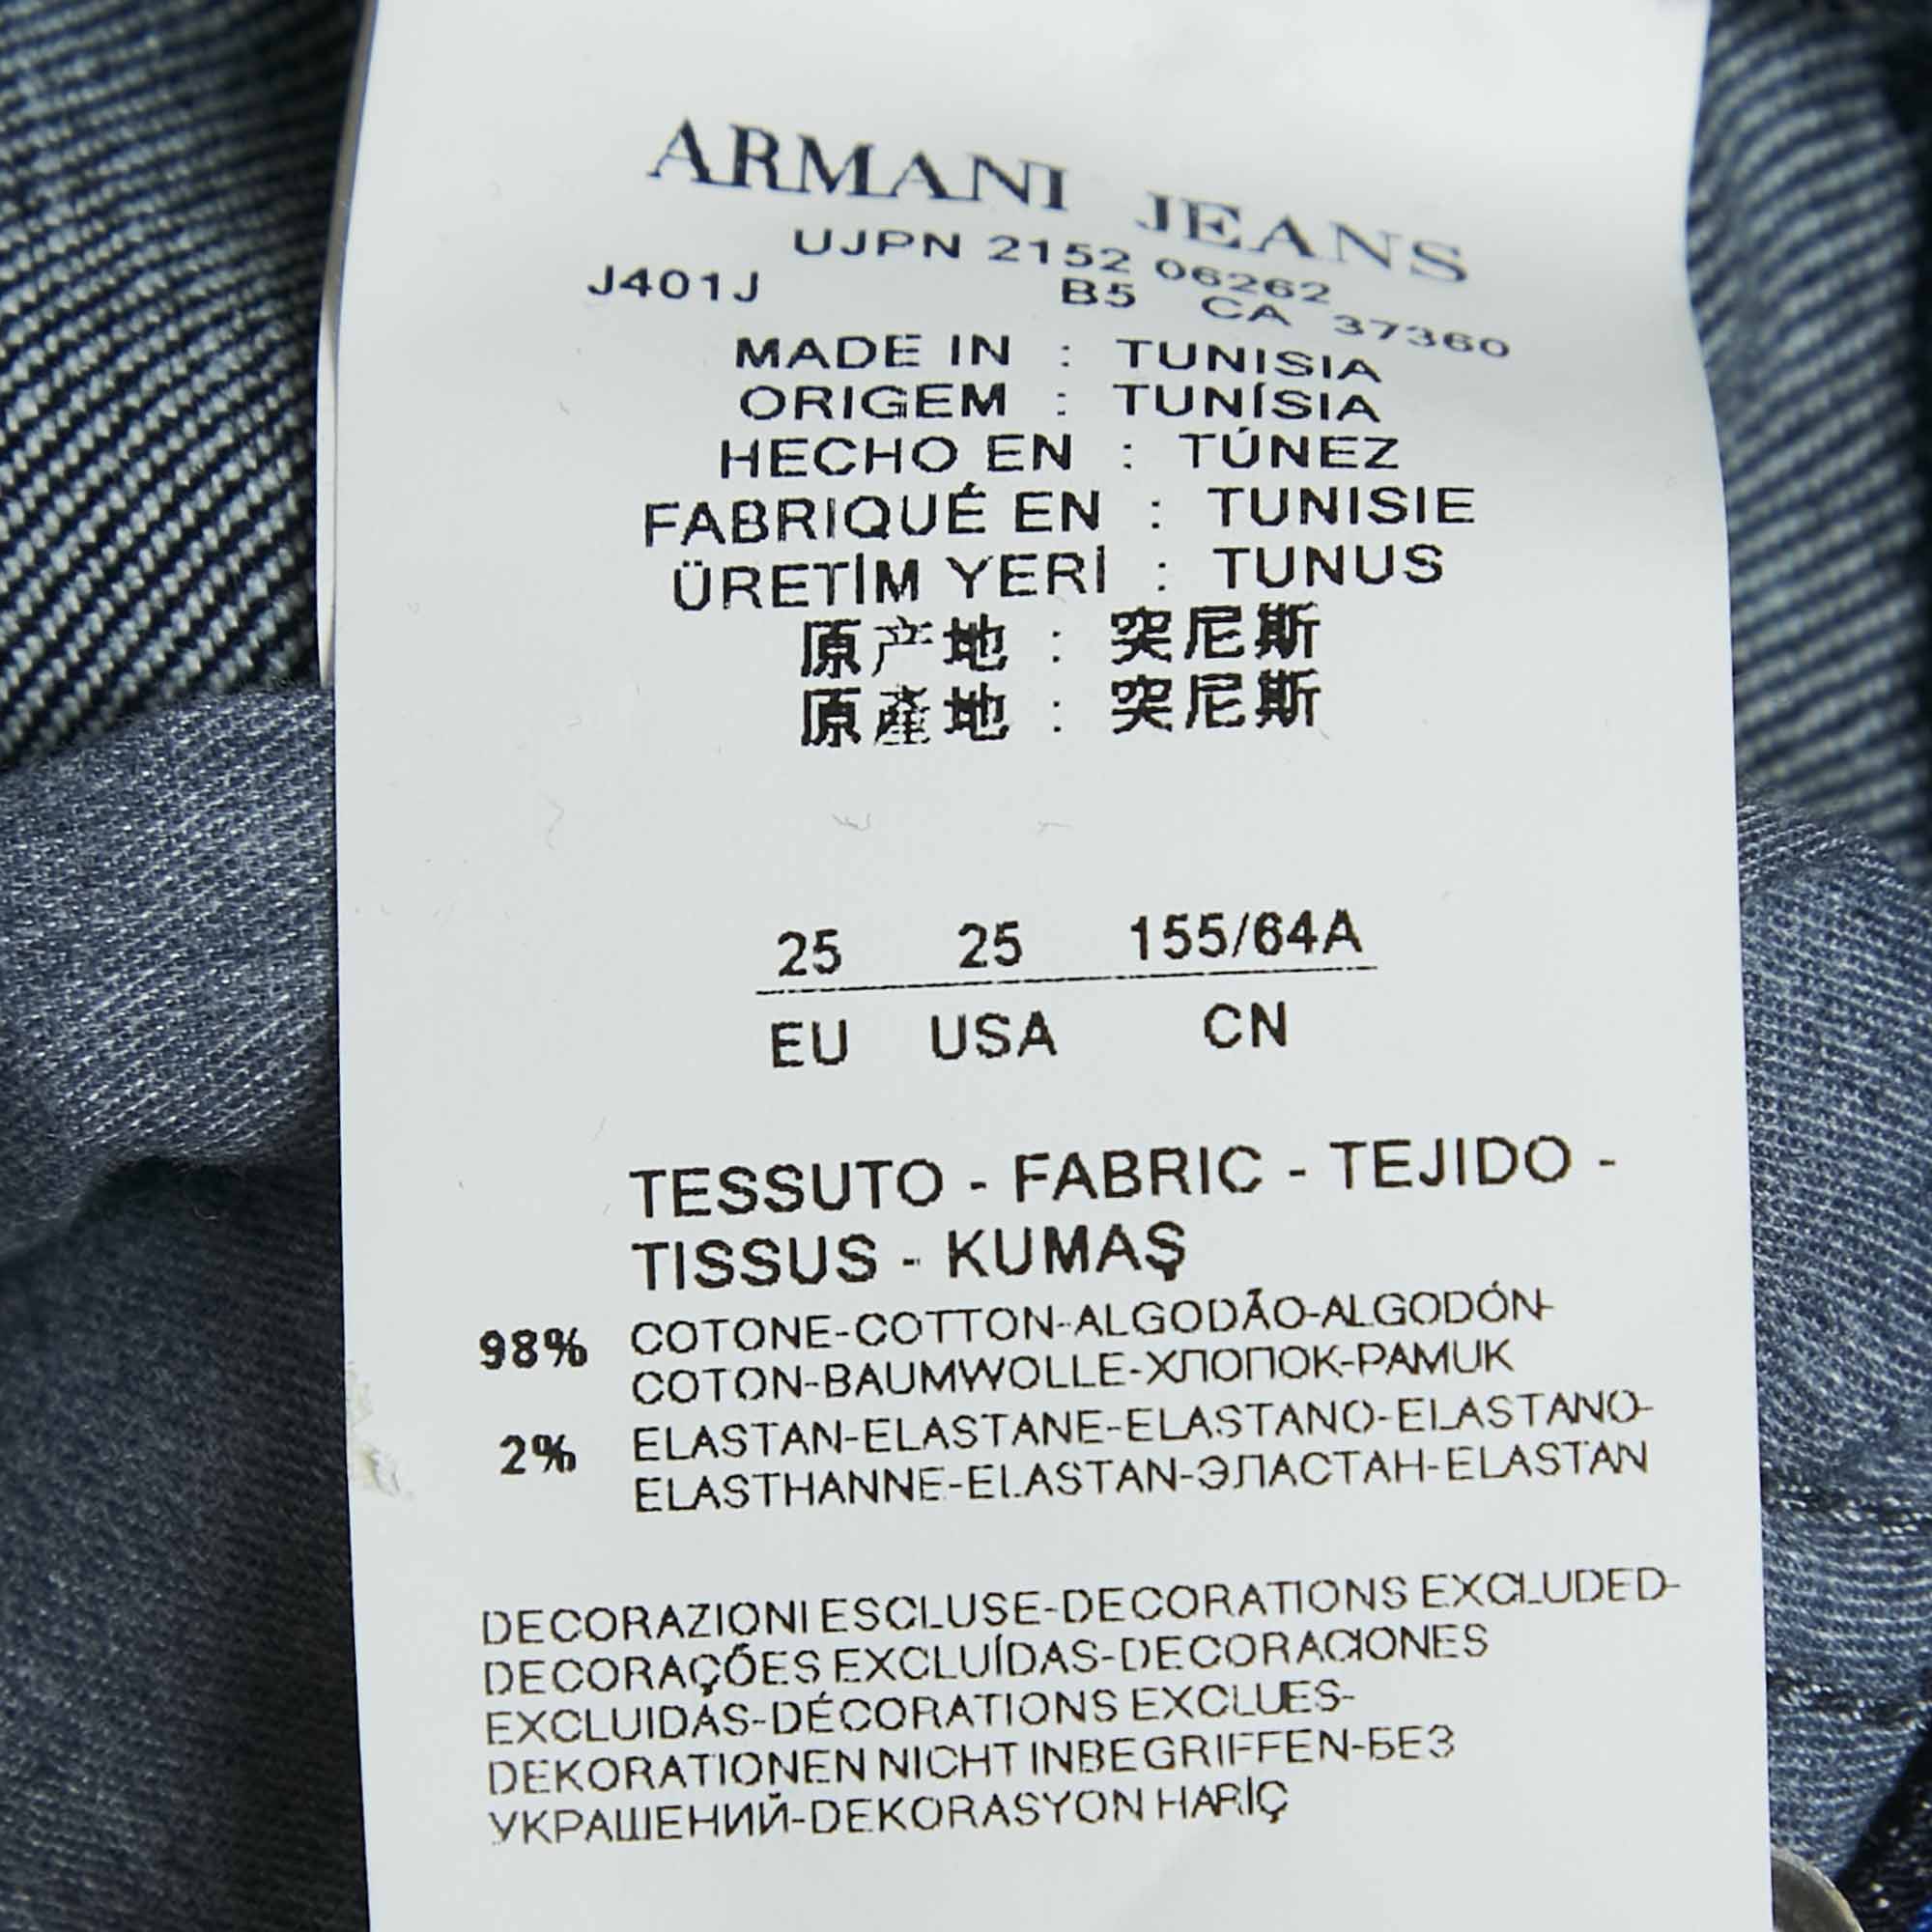 ARMANI JEANS
UJPN 2152 06262
J401J B5 CA 37360
MADE IN : TUNISIA
ORIGEM : TUNÍSIA
HECHO EN : TÚNEZ
FABRIQUÉ EN : TUNISIE
ÜRETİM YERİ : TUNUS
原产地 : 突尼斯
原產地 : 突尼斯
25 25 155/64A
EU USA CN
TESSUTO - FABRIC - TEJIDO -
TISSUS - KUMAŞ
98% COTONE-COTTON-ALGODÃO-ALGODÓN-
COTON-BAUMWOLLE-ХЛОПОК-PAMUK
2% ELASTAN-ELASTANE-ELASTANO-ELASTANO-
ELASTHANNE-ELASTAN-ЭЛАСТАН-ELASTAN
DECORAZIONI ESCLUSE-DECORATIONS EXCLUDED-
DECORAÇÕES EXCLUÍDAS-DECORACIONES
EXCLUIDAS-DÉCORATIONS EXCLUES-
DEKORATIONEN NICHT INBEGRIFFEN-БЕЗ
УКРАШЕНИЙ-DEKORASYON HARİÇ